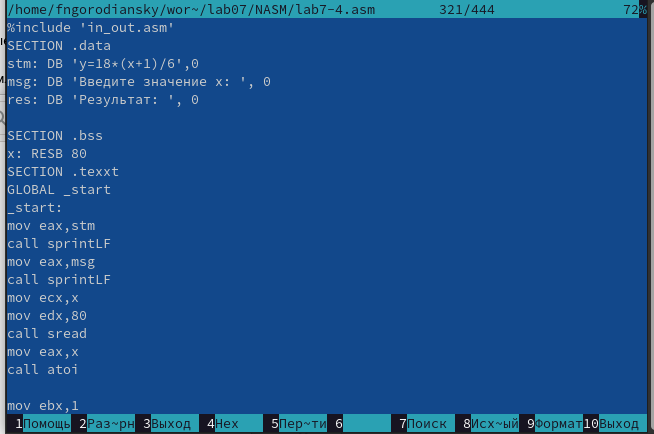 /home/fngorodiansky/wor~/lab07/NASM/lab7-4.asm 321/444 72%
%include 'in_out.asm'
SECTION .data
stm: DB 'y=18*(x+1)/6',0
msg: DB 'Введите значение x: ', 0
res: DB 'Результат: ', 0
SECTION .bss
x: RESB 80
SECTION .texxt
GLOBAL _start
_start:
mov eax,stm
call sprintLF
mov eax,msg
call sprintLF
mov ecx,x
mov edx,80
call sread
mov eax,x
call atoi
mov ebx,1
1Помощь 2Раз~рн 3Выход 4Hex 5Пер~ти 6 7Поиск 8Исх~ый 9Формат 10Выход